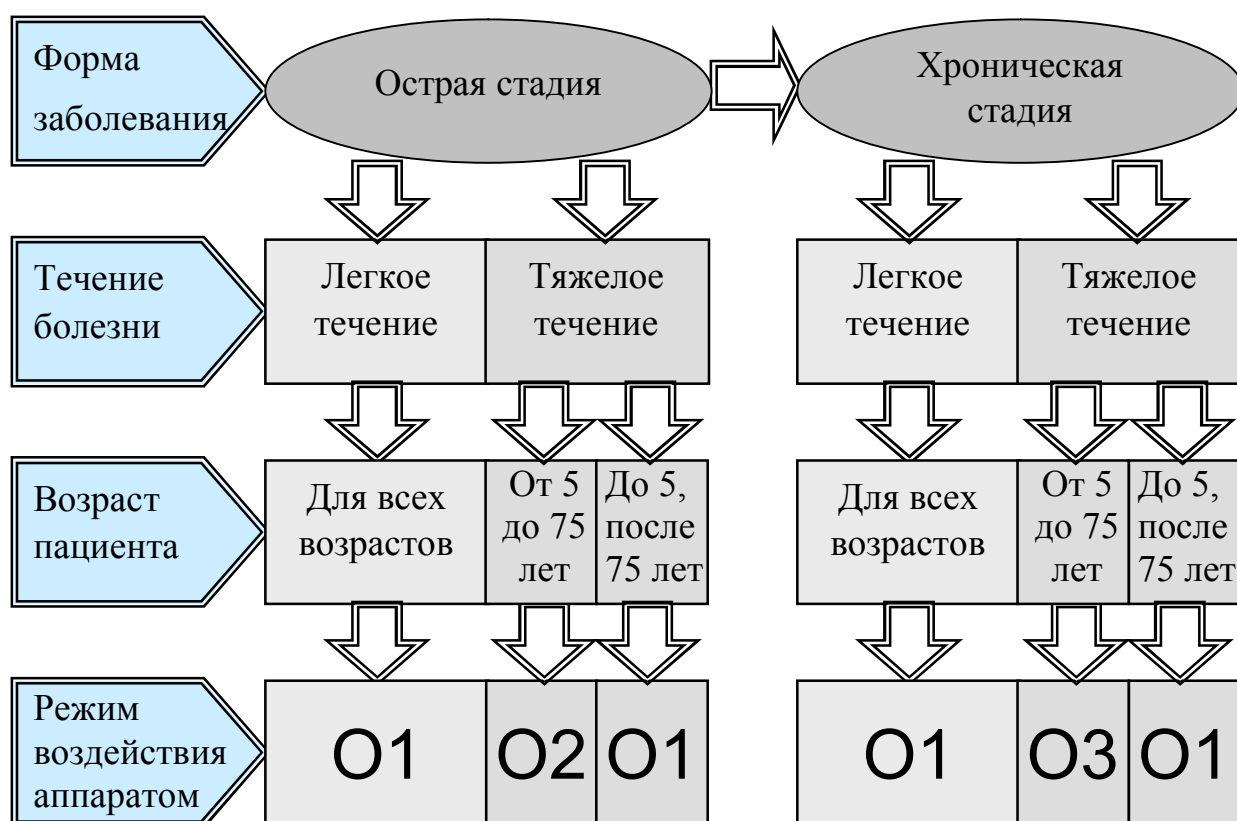 Форма
заболевания
Острая стадия
Хроническая
стадия
Течение
болезни
Легкое
течение
Тяжелое
течение
Легкое
течение
Тяжелое
течение
Возраст
пациента
Для всех
возрастов
От 5
до 75
лет
До 5,
после
75 лет
Для всех
возрастов
От 5
до 75
лет
До 5,
после
75 лет
Режим
воздействия
аппаратом
О1
О2
О1
О1
О3
О1